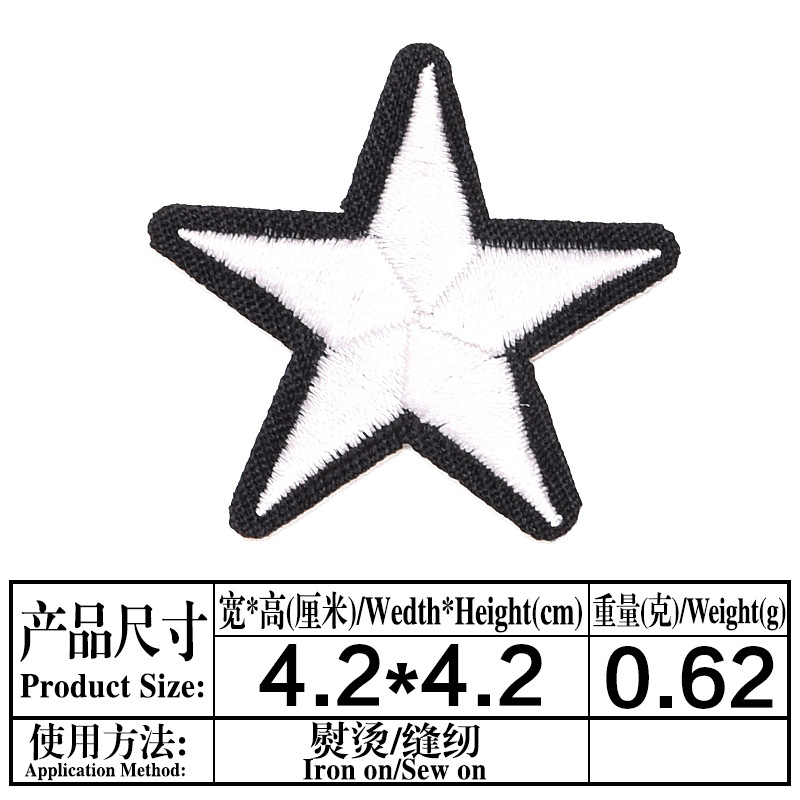 产品尺寸
Product Size:
宽*高(厘米)/Wedth*Height(cm)
4.2*4.2
重量(克)/Weight(g)
0.62
使用方法:
Application Method:
熨烫/缝纫
Iron on/Sew on